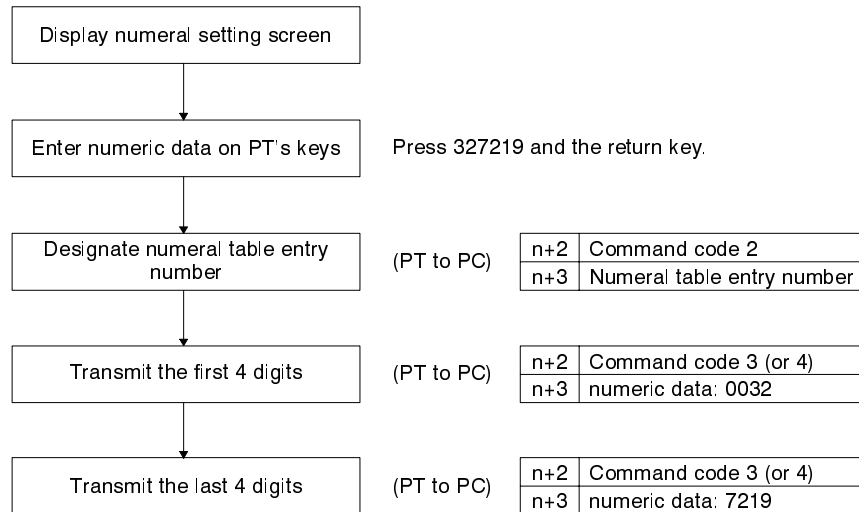 Display numeral setting screen
Enter numeric data on PT's keys
Press 327219 and the return key.
Designate numeral table entry
number
(PT to PC)
n+2 Command code 2
n+3 Numeral table entry number
Transmit the first 4 digits
(PT to PC)
n+2 Command code 3 (or 4)
n+3 numeric data: 0032
Transmit the last 4 digits
(PT to PC)
n+2 Command code 3 (or 4)
n+3 numeric data: 7219